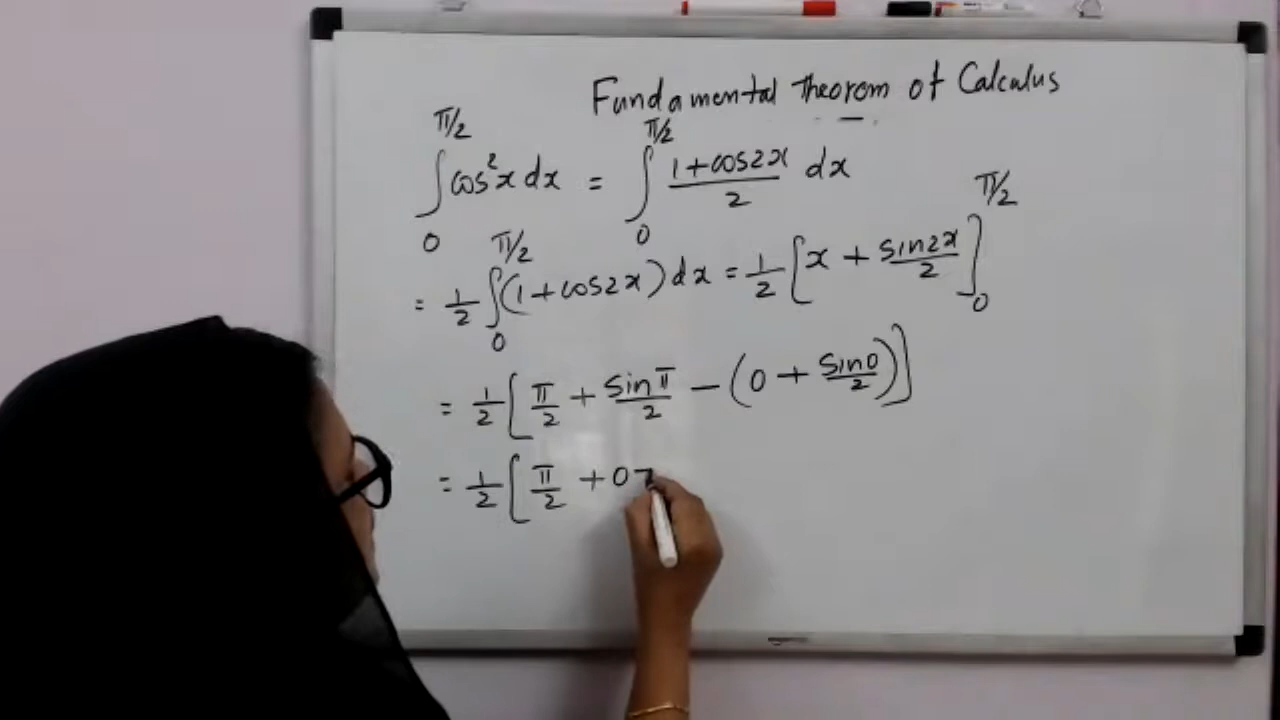 Fundamental Theorom of Calculus
∫₀^{π/2} cos²x dx = ∫₀^{π/2} (1+cos2x)/2 dx
= 1/2 ∫₀^{π/2} (1+cos2x) dx = 1/2 [x + sin2x/2]₀^{π/2}
= 1/2 [π/2 + sinπ/2 − (0 + sin0/2)]
= 1/2 [π/2 + 0